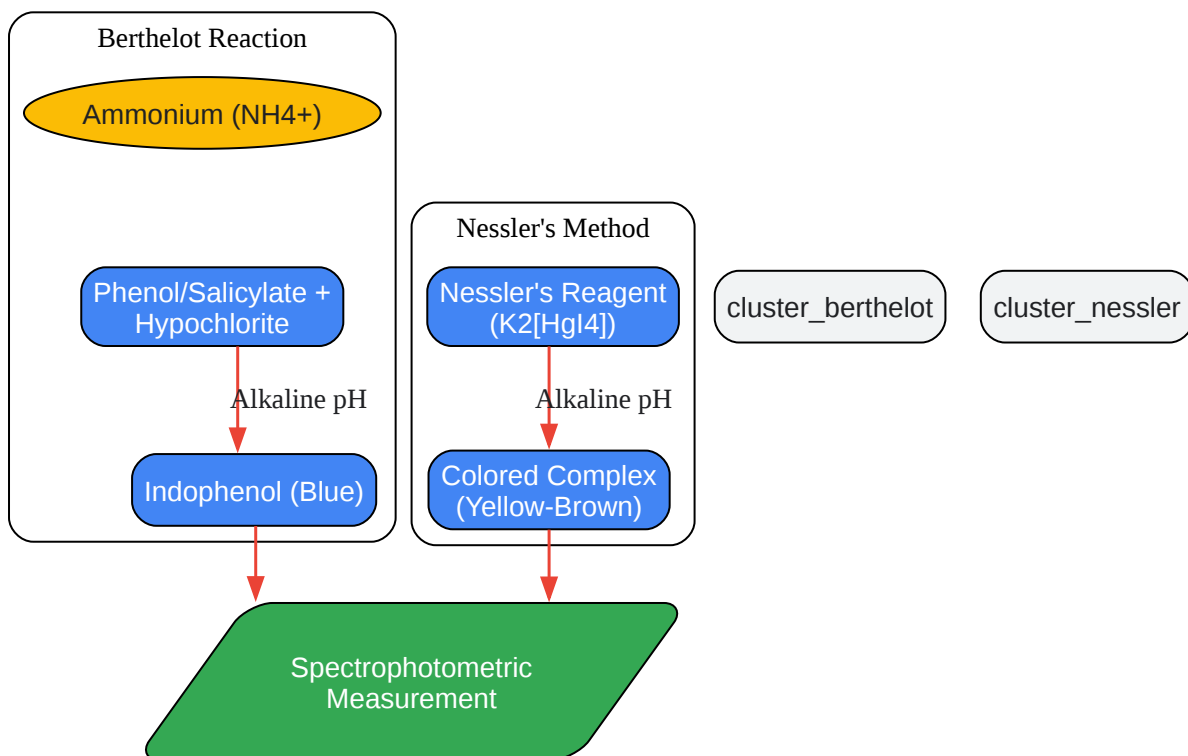 Berthelot Reaction
Ammonium (NH4+)
Phenol/Salicylate +
Hypochlorite
Alkaline pH
Indophenol (Blue)
Nessler's Method
Nessler's Reagent
(K2[HgI4])
Alkaline pH
Colored Complex
(Yellow-Brown)
cluster_berthelot
cluster_nessler
Spectrophotometric
Measurement